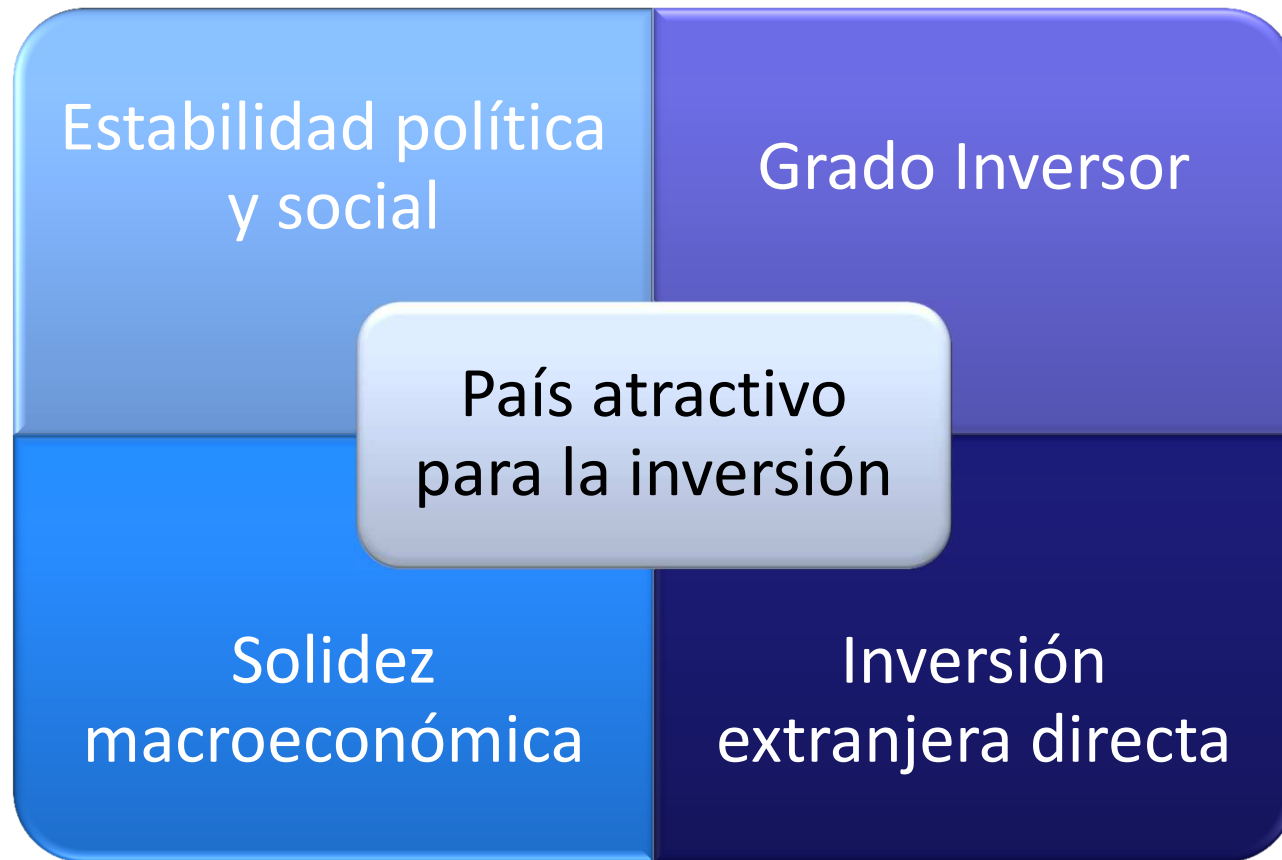 Estabilidad política
y social
Grado Inversor
País atractivo
para la inversión
Solidez
macroeconómica
Inversión
extranjera directa